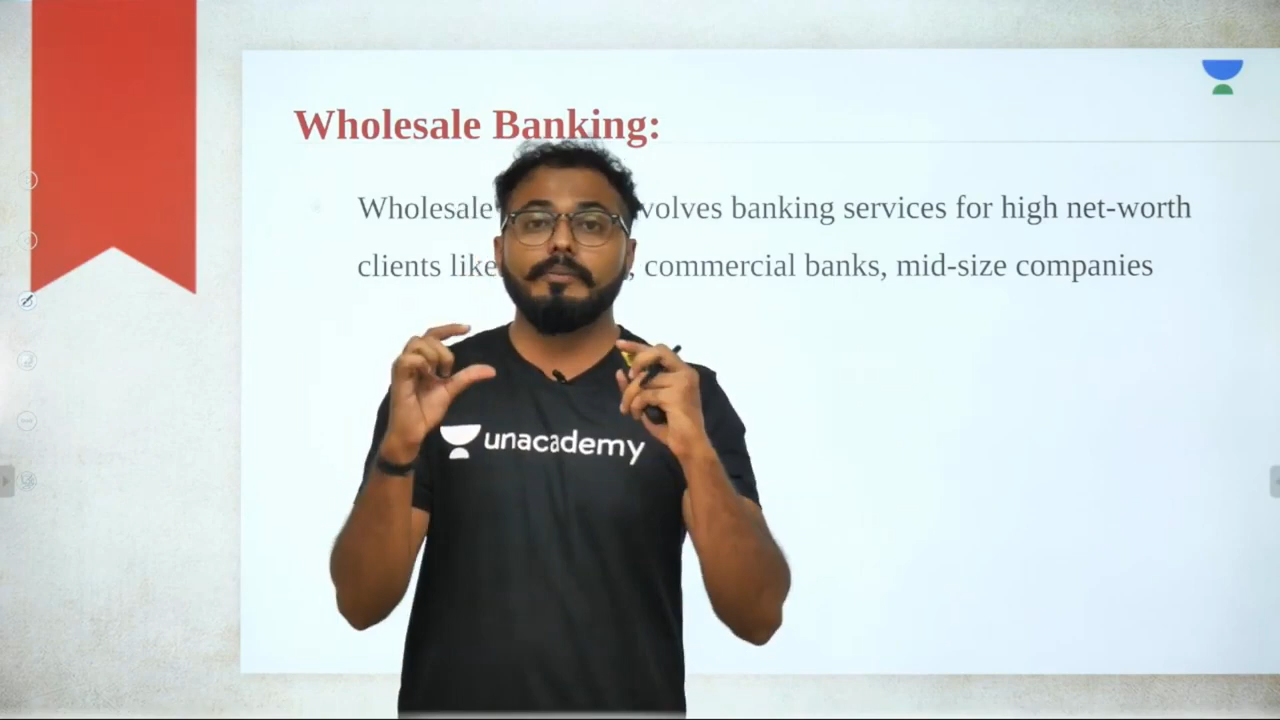 Wholesale Banking:
Wholesale volves banking services for high net-worth
clients like , commercial banks, mid-size companies
unacademy